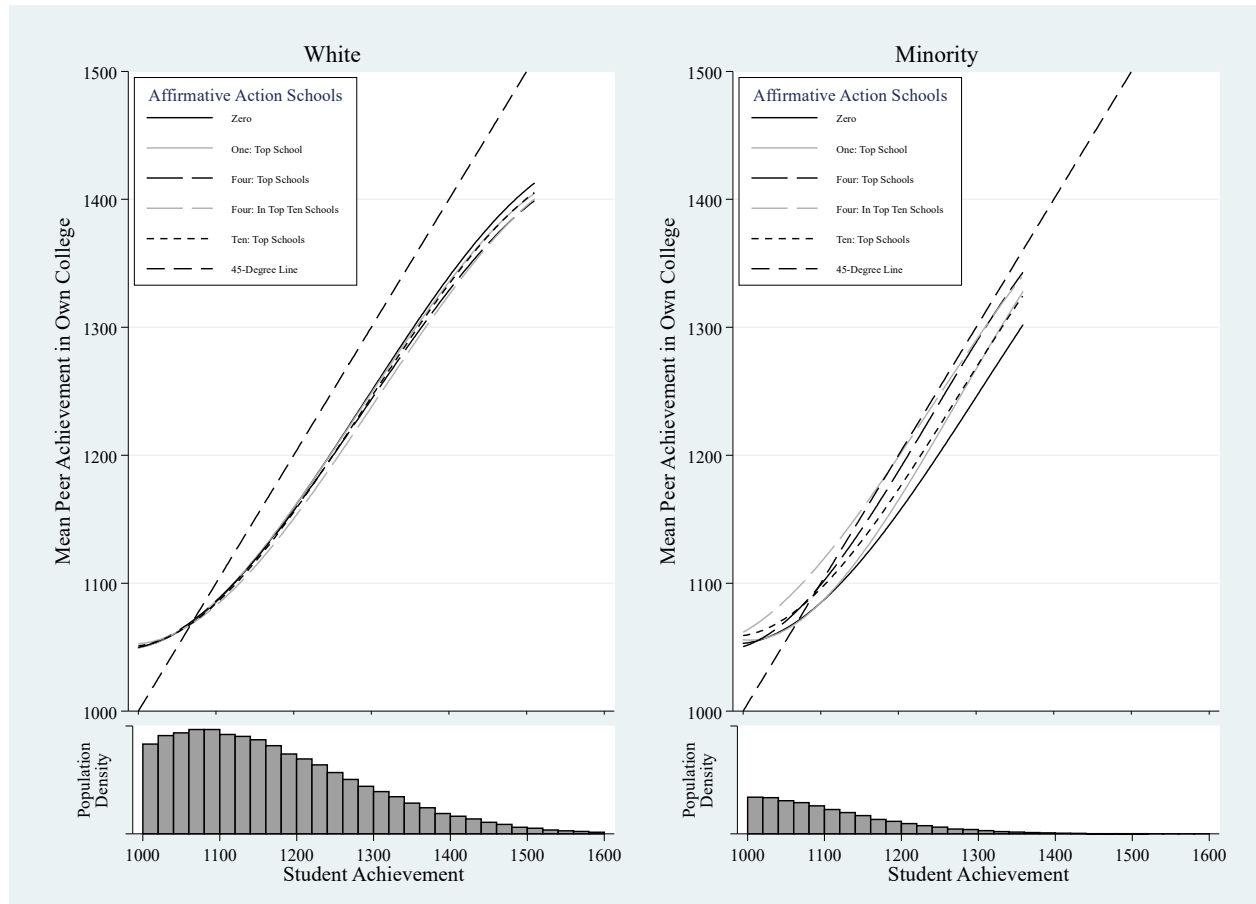 White
1500
1400
1300
1200
1100
1000
Mean Peer Achievement in Own College
Affirmative Action Schools
Zero
One: Top School
Four: Top Schools
Four: In Top Ten Schools
Ten: Top Schools
45-Degree Line
Population
Density
1000 1100 1200 1300 1400 1500 1600
Student Achievement
Minority
1500
1400
1300
1200
1100
1000
Mean Peer Achievement in Own College
Affirmative Action Schools
Zero
One: Top School
Four: Top Schools
Four: In Top Ten Schools
Ten: Top Schools
45-Degree Line
Population
Density
1000 1100 1200 1300 1400 1500 1600
Student Achievement